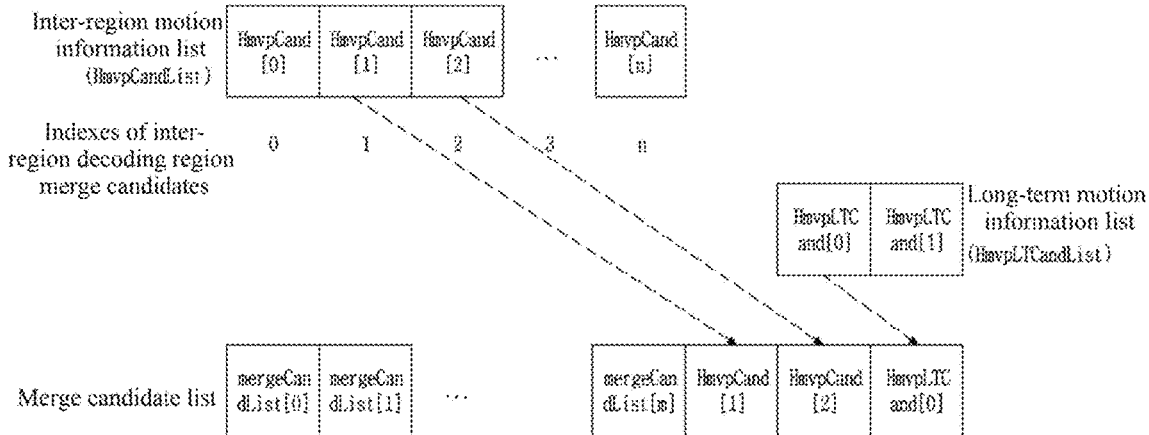 Inter-region motion
information list
(HmvpCandList)
HmvpCand
[0]
HmvpCand
[1]
HmvpCand
[2]
...
HmvpCand
[n]
Indexes of inter-
region decoding region
merge candidates
0
1
2
3
n
HmvpLTC
and[0]
HmvpLTC
and[1]
Long-term motion
information list
(HmvpLTCandList)
Merge candidate list
mergeCan
dList[0]
mergeCan
dList[1]
...
mergeCan
dList[m]
HmvpCand
[1]
HmvpCand
[2]
HmvpLTC
and[0]